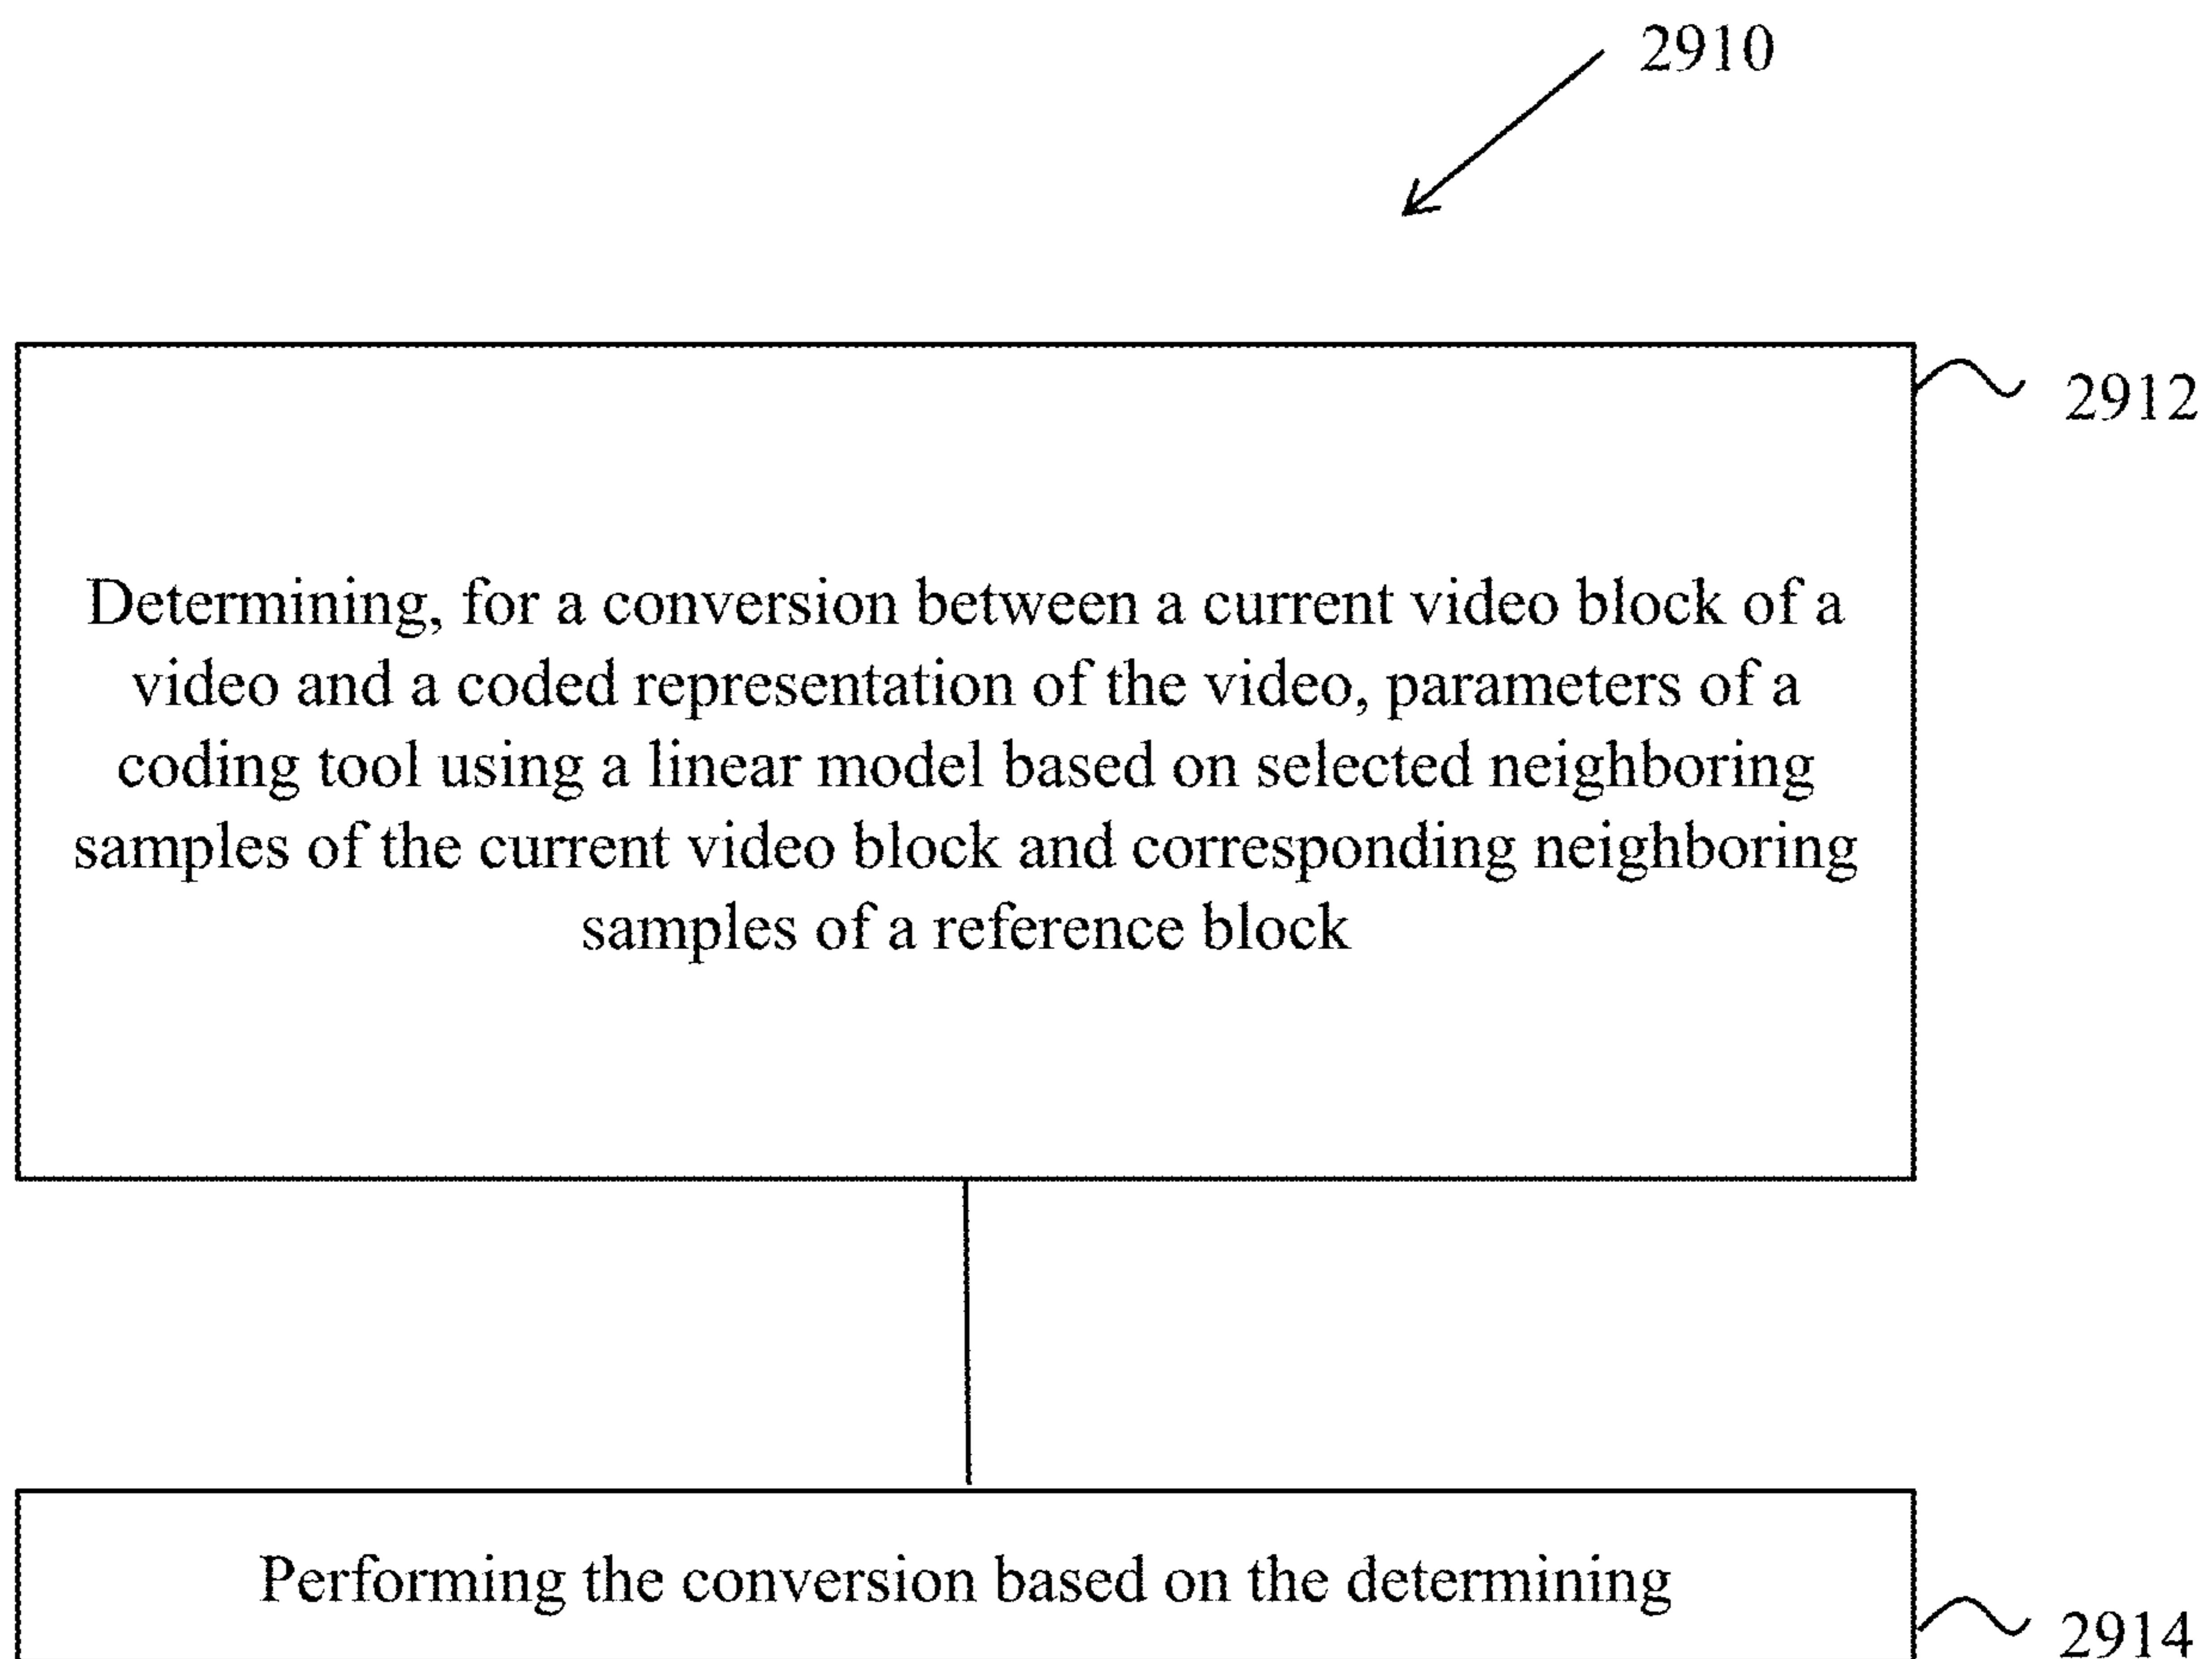 2910
2912
Determining, for a conversion between a current video block of a
video and a coded representation of the video, parameters of a
coding tool using a linear model based on selected neighboring
samples of the current video block and corresponding neighboring
samples of a reference block
Performing the conversion based on the determining
2914